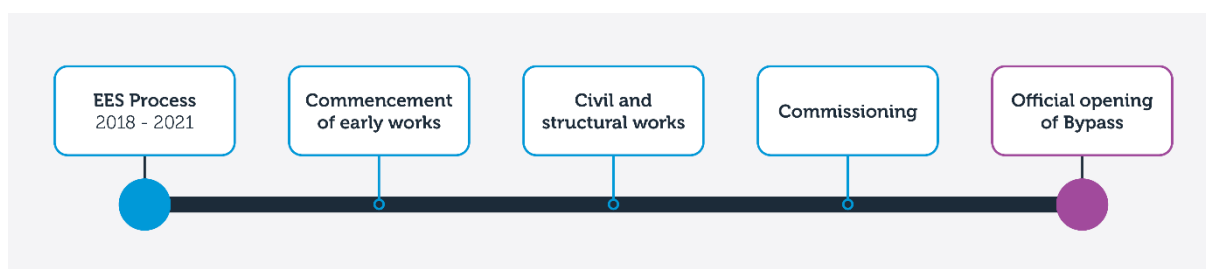 EES Process
2018 - 2021
Commencement
of early works
Civil and
structural works
Commissioning
Official opening
of Bypass